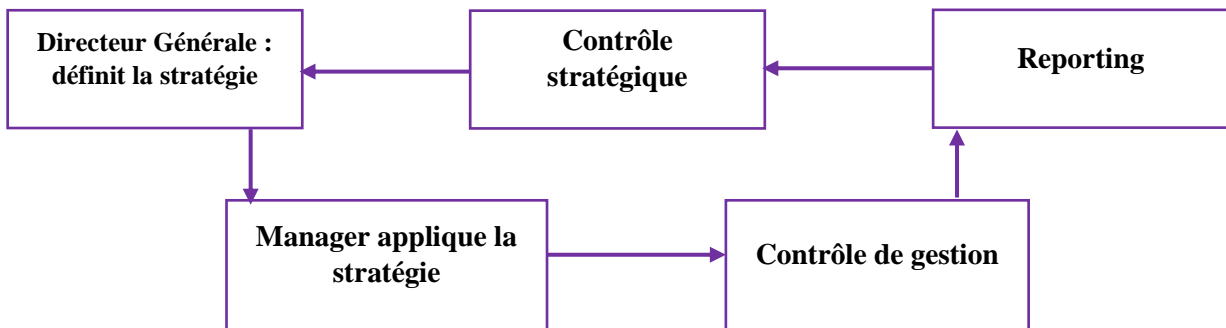 Directeur Générale :
définit la stratégie
Contrôle
stratégique
Reporting
Manager applique la
stratégie
Contrôle de gestion